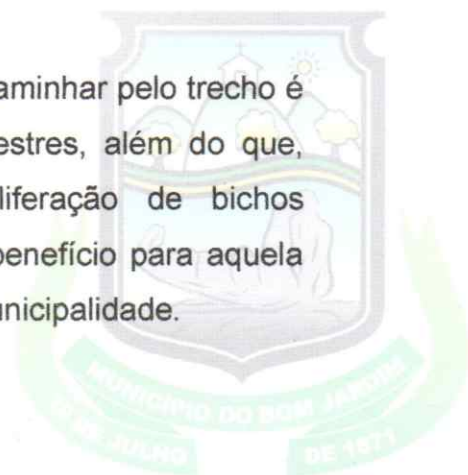 aminhar pelo trecho é
estres, além do que,
liferação de bichos
benefício para aquela
unicipalidade.
MUNICÍPIO DO BOM JARDIM
19 DE JULHO DE 1871